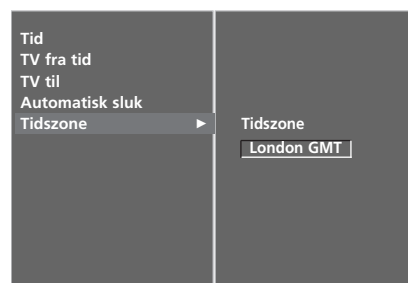 Tid
TV fra tid
TV til
Automatisk sluk
Tidszone ►
Tidszone
London GMT